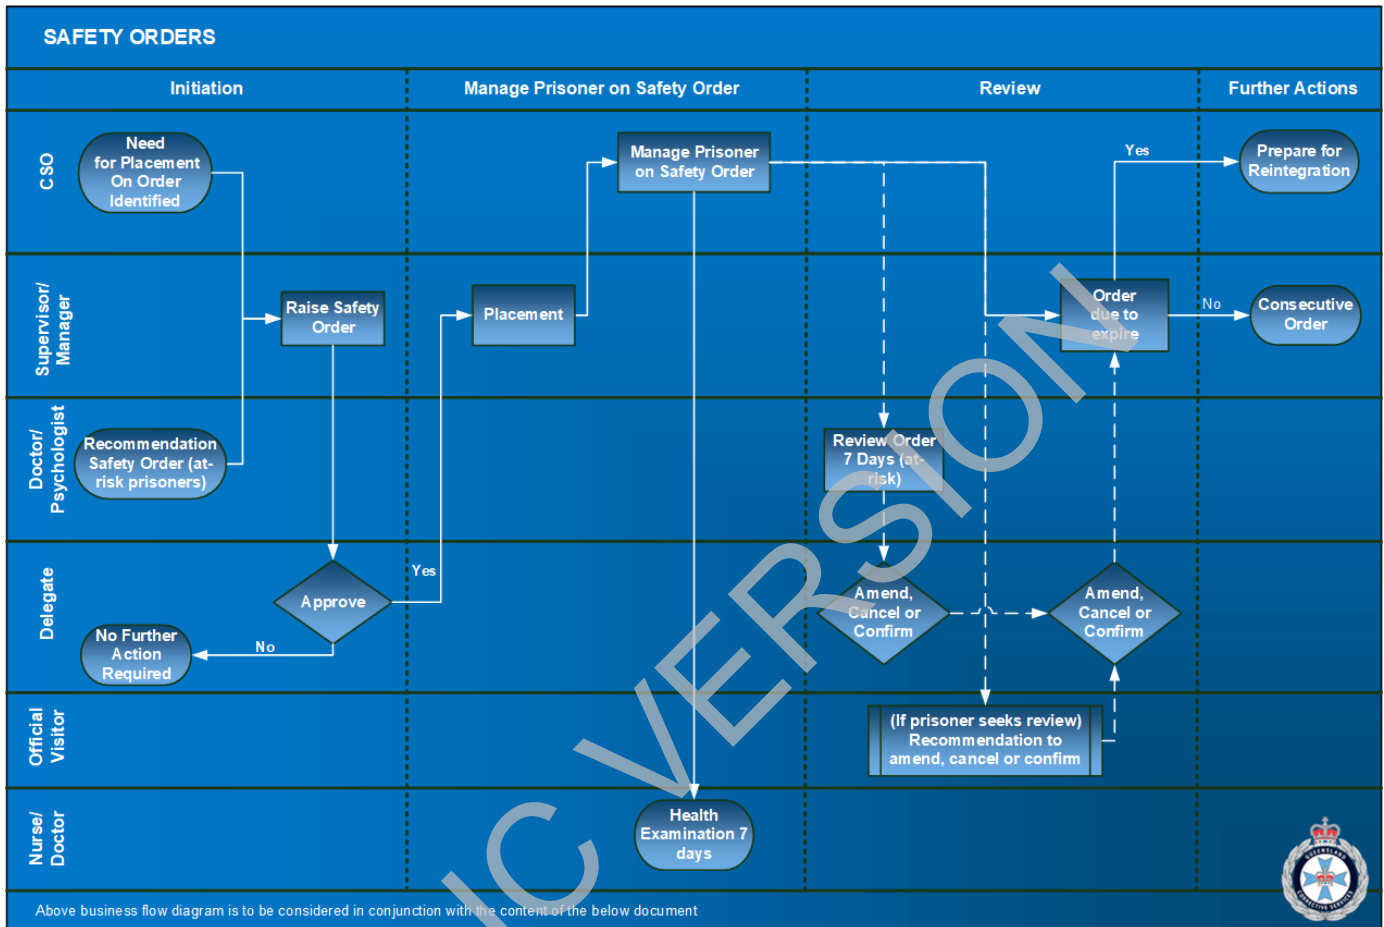 SAFETY ORDERS
Initiation
Manage Prisoner on Safety Order
Review
Further Actions
CSO
Need
for Placement
On Order
Identified
Manage Prisoner
on Safety Order
Yes
Prepare for
Reintegration
Supervisor/
Manager
Raise Safety
Order
Placement
Order
due to
expire
No
Consecutive
Order
Doctor/
Psychologist
Recommendation
Safety Order (at-
risk prisoners)
Review Order
7 Days (at-
risk)
Delegate
Approve
Yes
No
No Further
Action
Required
Amend,
Cancel or
Confirm
Amend,
Cancel or
Confirm
Official
Visitor
(If prisoner seeks review)
Recommendation to
amend, cancel or confirm
Nurse/
Doctor
Health
Examination 7
days
Above business flow diagram is to be considered in conjunction with the content of the below document
IC VERSION
QUEENSLAND
CORRECTIVE SERVICES